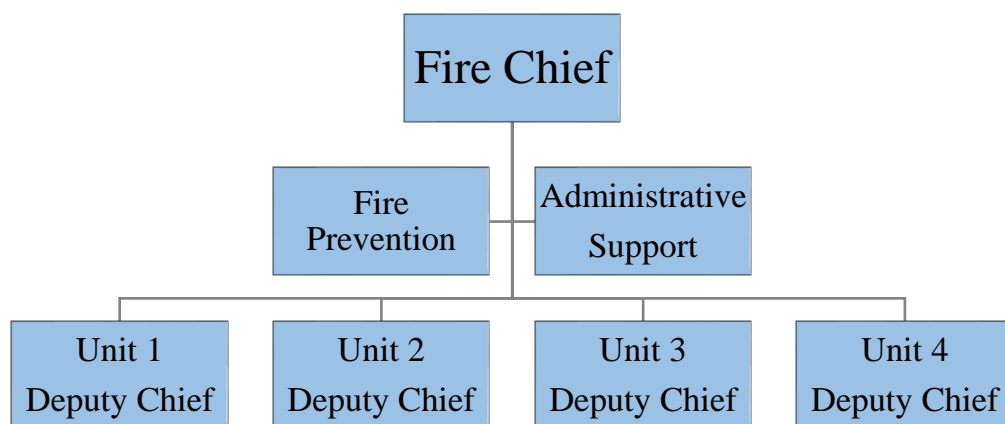 Fire Chief
Fire
Prevention
Administrative
Support
Unit 1
Deputy Chief
Unit 2
Deputy Chief
Unit 3
Deputy Chief
Unit 4
Deputy Chief